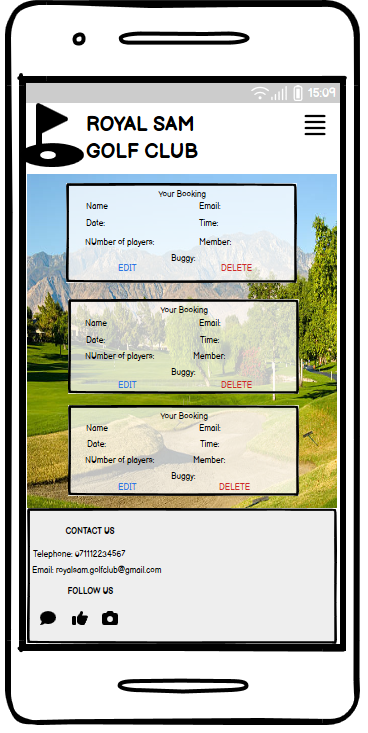 15:09
ROYAL SAM
GOLF CLUB
Your Booking
Name Email:
Date: Time:
NUmber of players: Member:
Buggy:
EDIT DELETE
Your Booking
Name Email:
Date: Time:
NUmber of players: Member:
Buggy:
EDIT DELETE
Your Booking
Name Email:
Date: Time:
NUmber of players: Member:
Buggy:
EDIT DELETE
CONTACT US
Telephone: 071112234567
Email: royalsam.golfclub@gmail.com
FOLLOW US